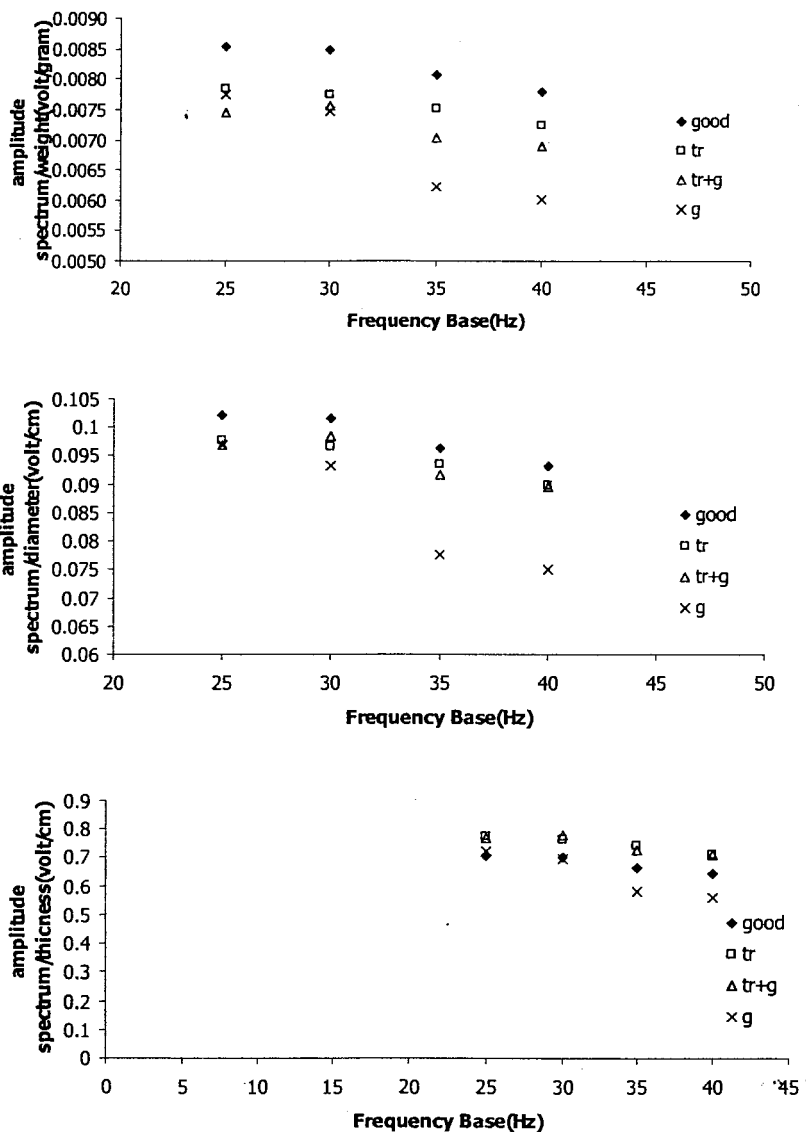 amplitude
spectrum/weight(volt/gram)
0.0090
0.0085
0.0080
0.0075
0.0070
0.0065
0.0060
0.0055
0.0050
20 25 30 35 40 45 50
Frequency Base(Hz)
good
tr
tr+g
g
amplitude
spectrum/diameter(volt/cm)
0.105
0.1
0.095
0.09
0.085
0.08
0.075
0.07
0.065
0.06
20 25 30 35 40 45 50
Frequency Base(Hz)
good
tr
tr+g
g
amplitude
spectrum/thicness(volt/cm)
0.9
0.8
0.7
0.6
0.5
0.4
0.3
0.2
0.1
0
0 5 10 15 20 25 30 35 40 45
Frequency Base(Hz)
good
tr
tr+g
g